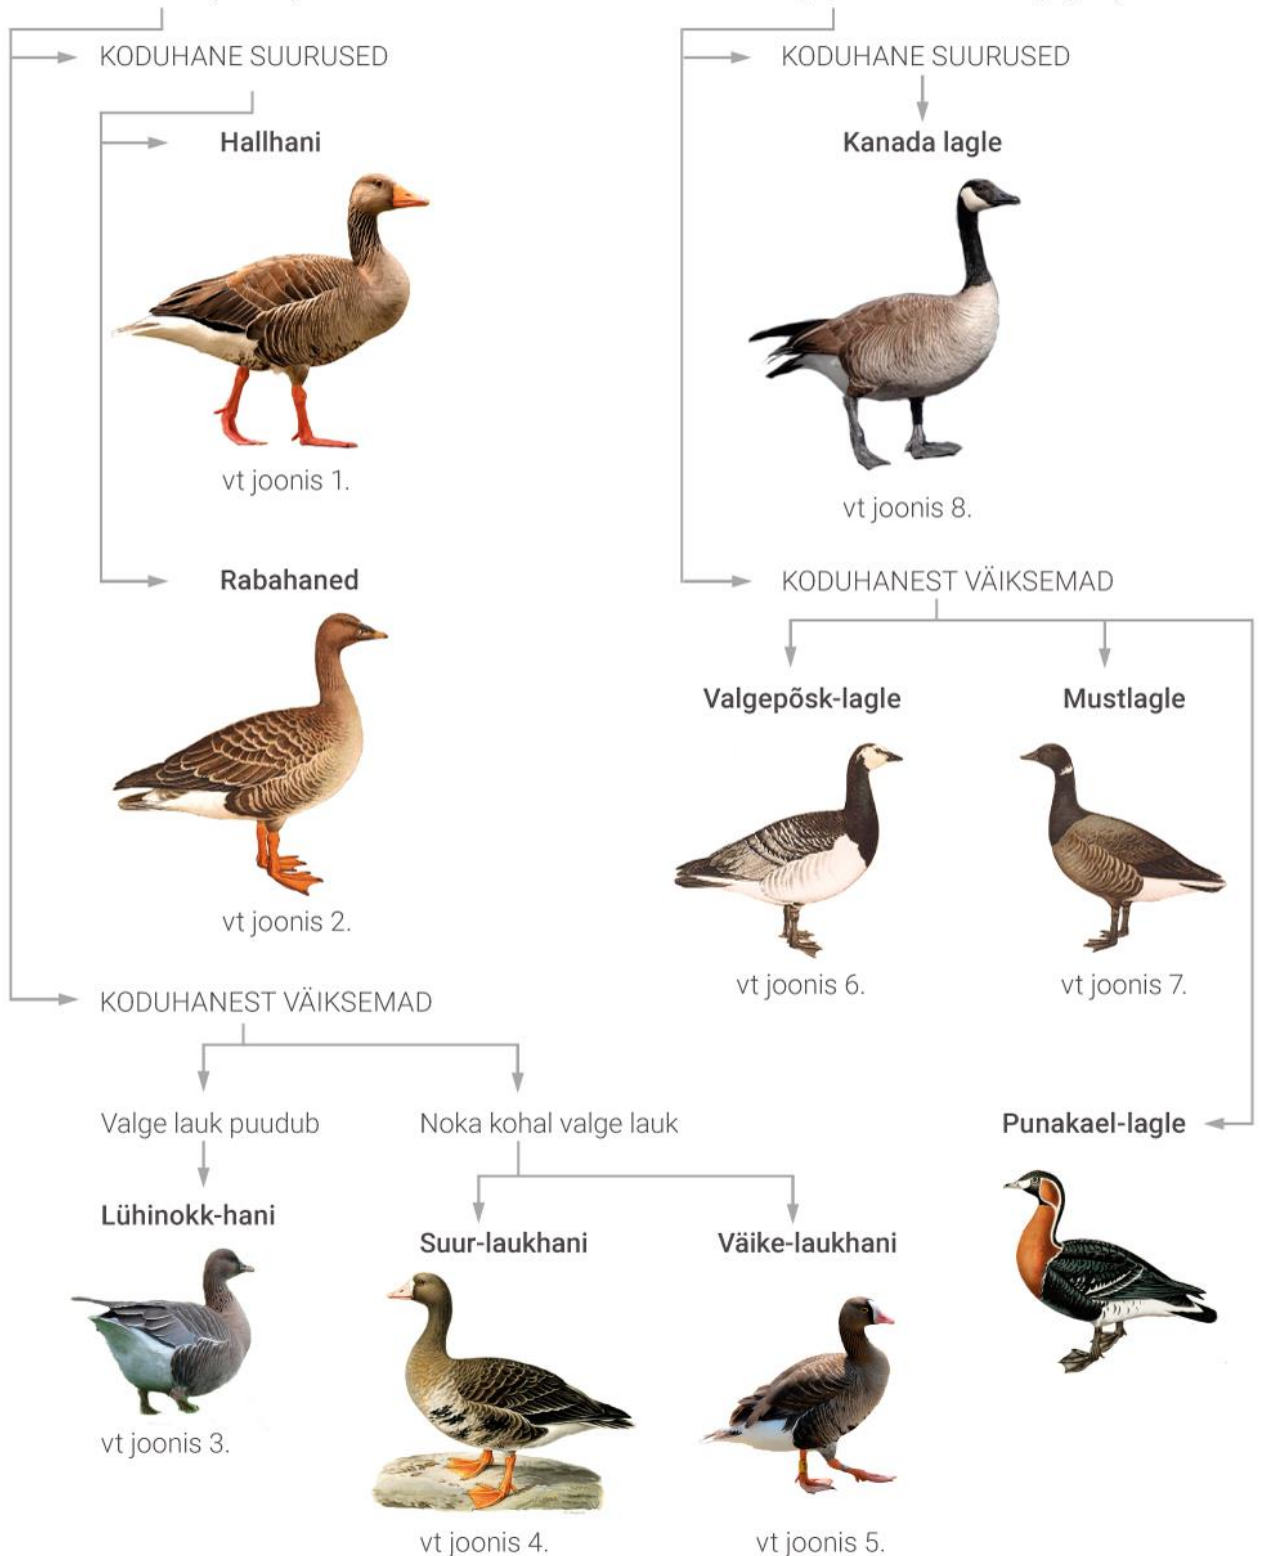 KODUHANE SUURUSED
Hallhani
vt joonis 1.
Rabahaned
vt joonis 2.
KODUHANEST VÄIKSEMAD
Valge lauk puudub
Lühinokk-hani
vt joonis 3.
Noka kohal valge lauk
Suur-laukhani
vt joonis 4.
Väike-laukhani
vt joonis 5.
KODUHANE SUURUSED
Kanada lagle
vt joonis 8.
KODUHANEST VÄIKSEMAD
Valgepõsk-lagle
vt joonis 6.
Mustlagle
vt joonis 7.
Punakael-lagle